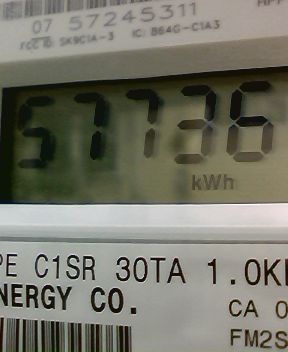 07 57245311
FCC ID: SK9C1A-3 IC: 864G-C1A3
57736
kWh
PE C1SR 30TA 1.0K
NERGY CO.
CA 0
FM2S